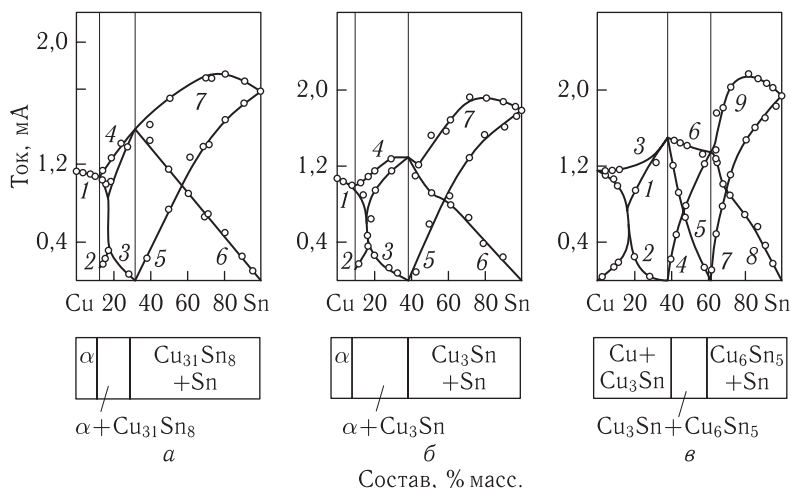 Ток, мА
2,0
1,2
0,4
1
2
3
4
5
6
7
Cu 20 40 60 80 Sn
2,0
1,2
0,4
1
2
3
4
5
6
7
Cu 20 40 60 80 Sn
2,0
1,2
0,4
1
2
3
4
5
6
7
8
9
Cu 20 40 60 80 Sn
α
Cu₃₁Sn₈
+Sn
α+Cu₃₁Sn₈
а
α
Cu₃Sn
+Sn
α+Cu₃Sn
б
Cu+
Cu₃Sn
Cu₆Sn₅
+Sn
Cu₃Sn+Cu₆Sn₅
в
Состав, % масс.